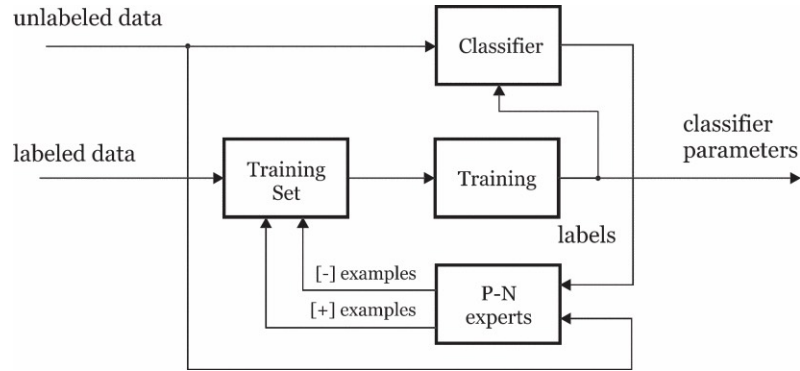 unlabeled data
Classifier
classifier
parameters
labeled data
Training
Set
Training
labels
[-] examples
[+] examples
P-N
experts